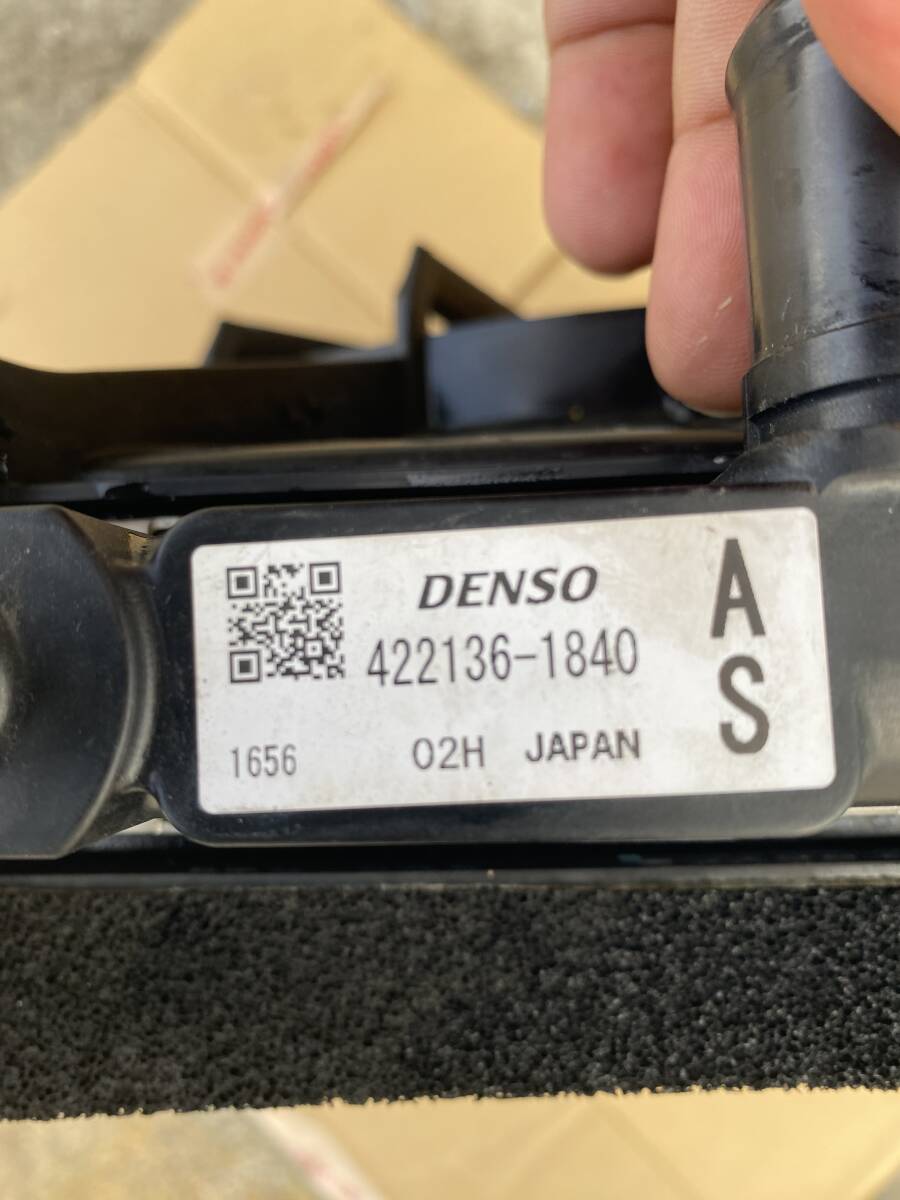 DENSO
422136-1840
1656 02H JAPAN
A
S